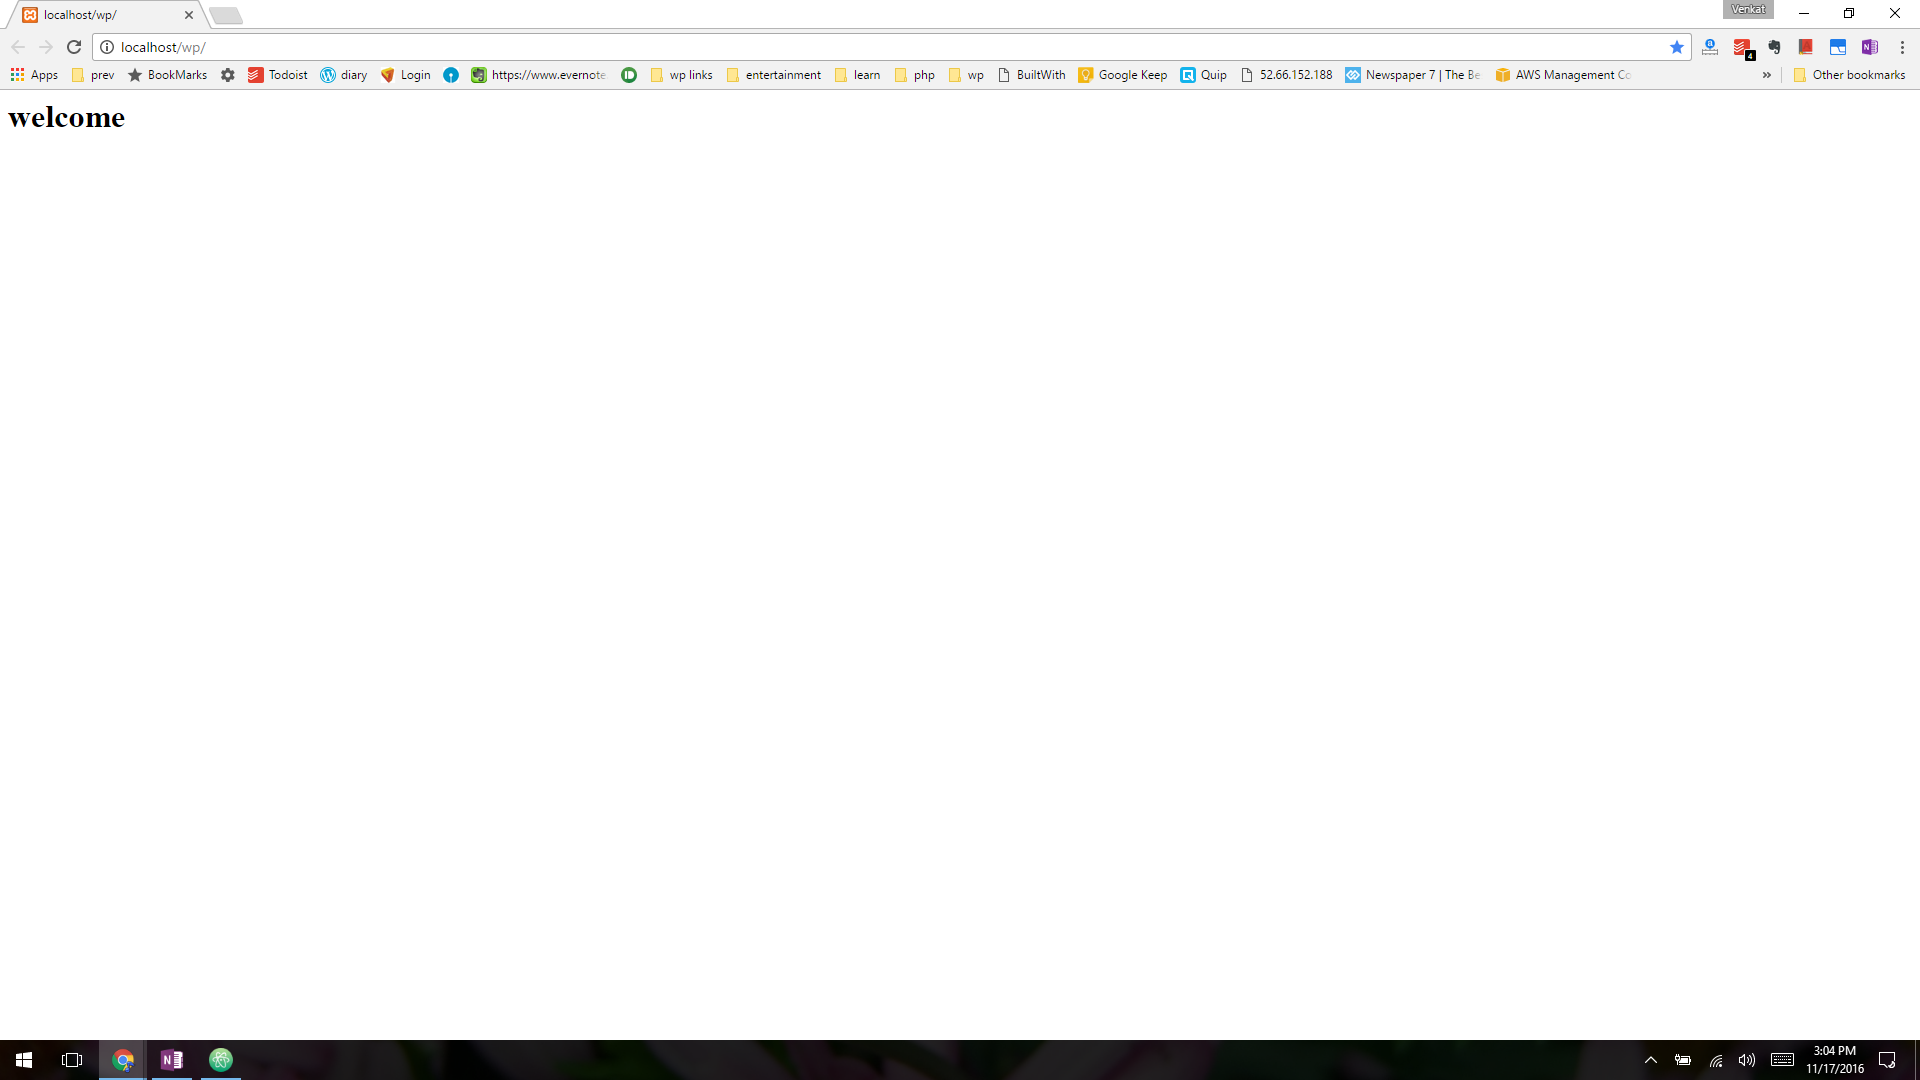 localhost/wp/
Venkat
localhost/wp/
Apps prev BookMarks Todoist diary Login https://www.evernote wp links entertainment learn php wp BuiltWith Google Keep Quip 52.66.152.188 Newspaper 7 | The Be AWS Management Co » Other bookmarks
welcome
3:04 PM
11/17/2016